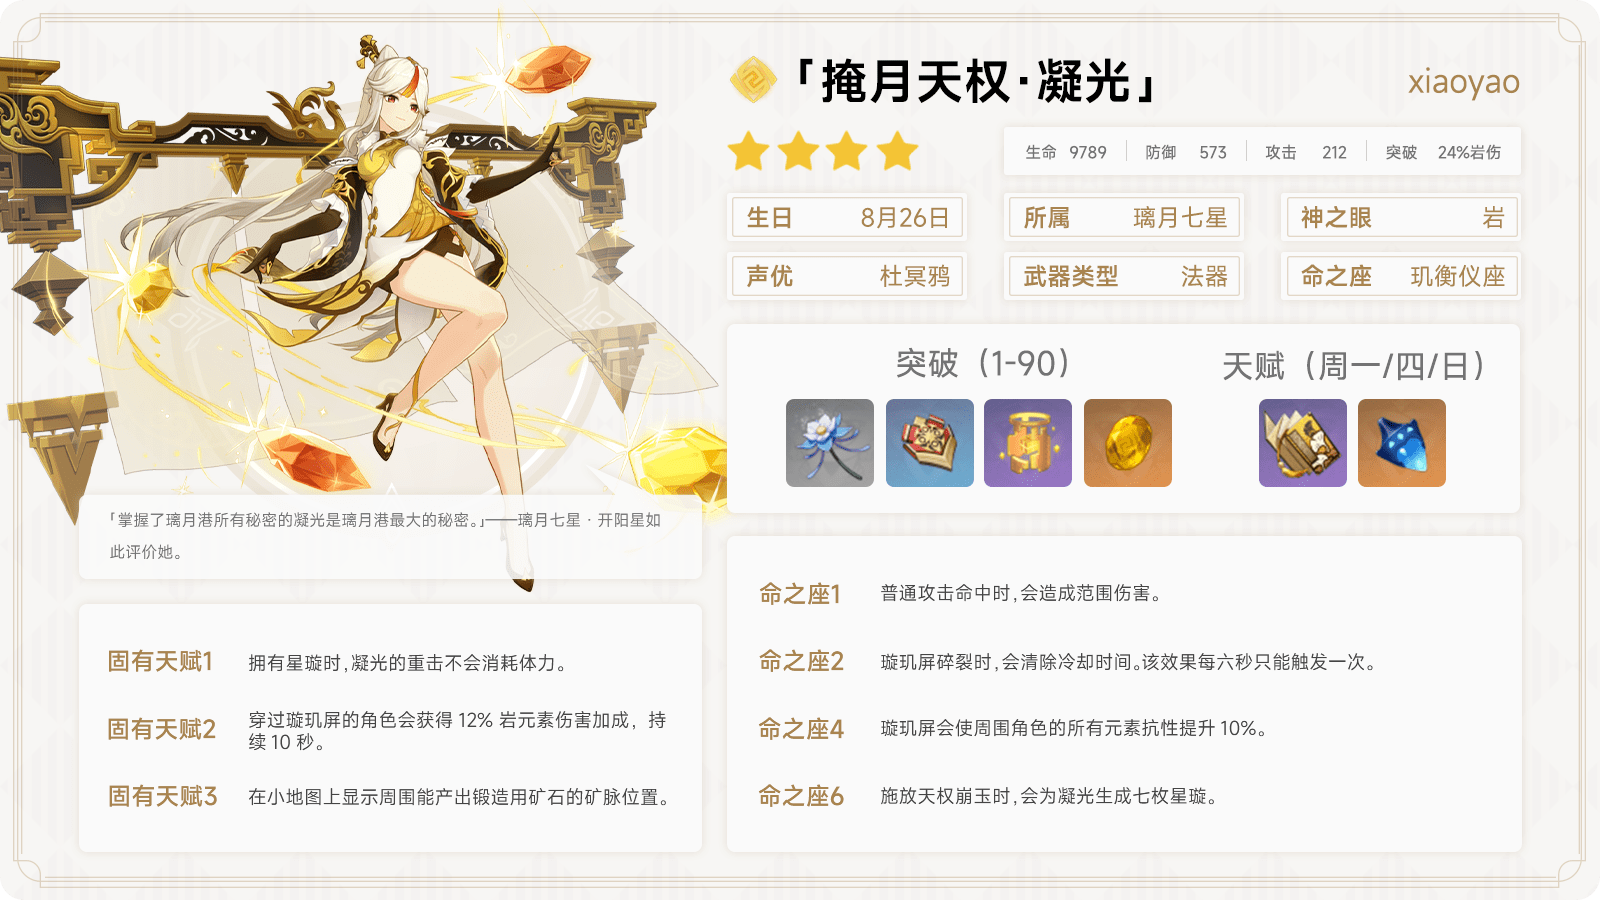 「掩月天权·凝光」
xiaoyao
生命 9789 防御 573 攻击 212 突破 24%岩伤
生日 8月26日
所属 璃月七星
神之眼 岩
声优 杜冥鸦
武器类型 法器
命之座 玑衡仪座
突破（1-90）
天赋（周一/四/日）
「掌握了璃月港所有秘密的凝光是璃月港最大的秘密。」——璃月七星·开阳星如
此评价她。
固有天赋1 拥有星璇时,凝光的重击不会消耗体力。
固有天赋2 穿过璇玑屏的角色会获得 12% 岩元素伤害加成，持
续 10 秒。
固有天赋3 在小地图上显示周围能产出锻造用矿石的矿脉位置。
命之座1 普通攻击命中时,会造成范围伤害。
命之座2 璇玑屏碎裂时,会清除冷却时间。该效果每六秒只能触发一次。
命之座4 璇玑屏会使周围角色的所有元素抗性提升 10%。
命之座6 施放天权崩玉时,会为凝光生成七枚星璇。